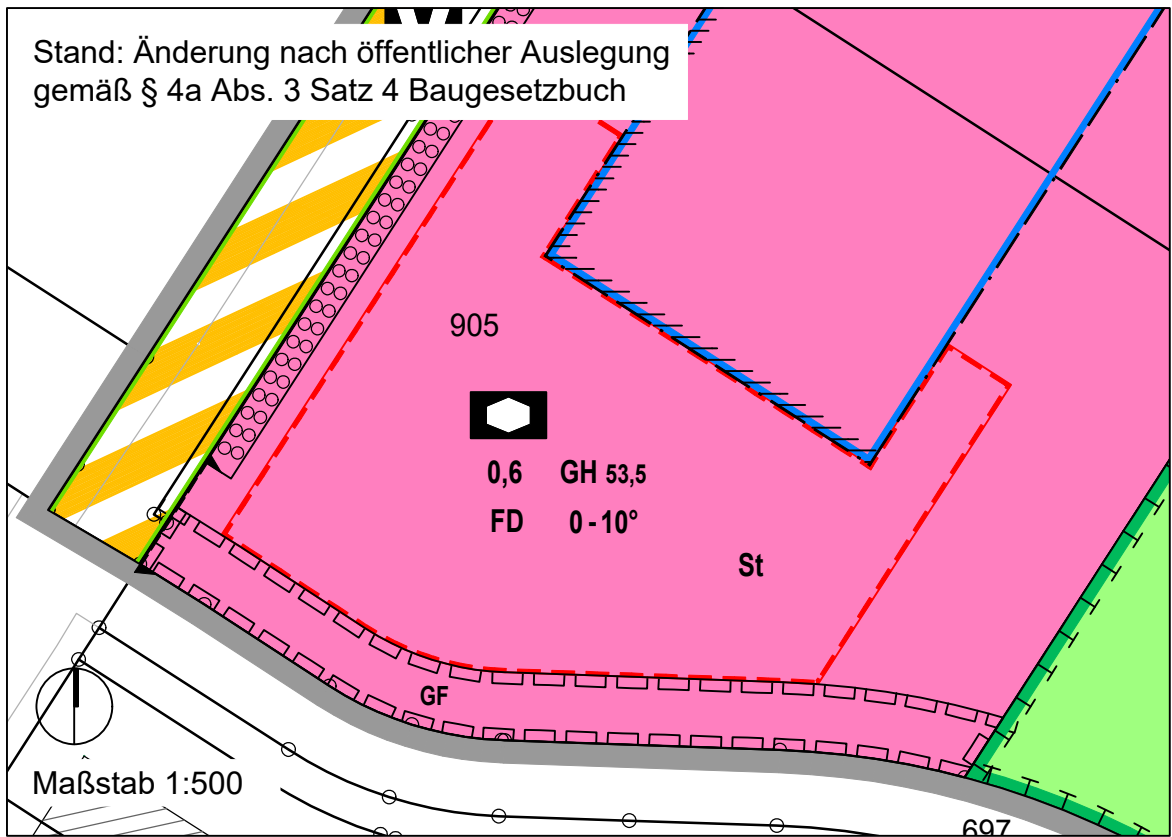 Stand: Änderung nach öffentlicher Auslegung
gemäß § 4a Abs. 3 Satz 4 Baugesetzbuch
905
0,6 GH 53,5
FD 0 - 10°
St
GF
Maßstab 1:500
697